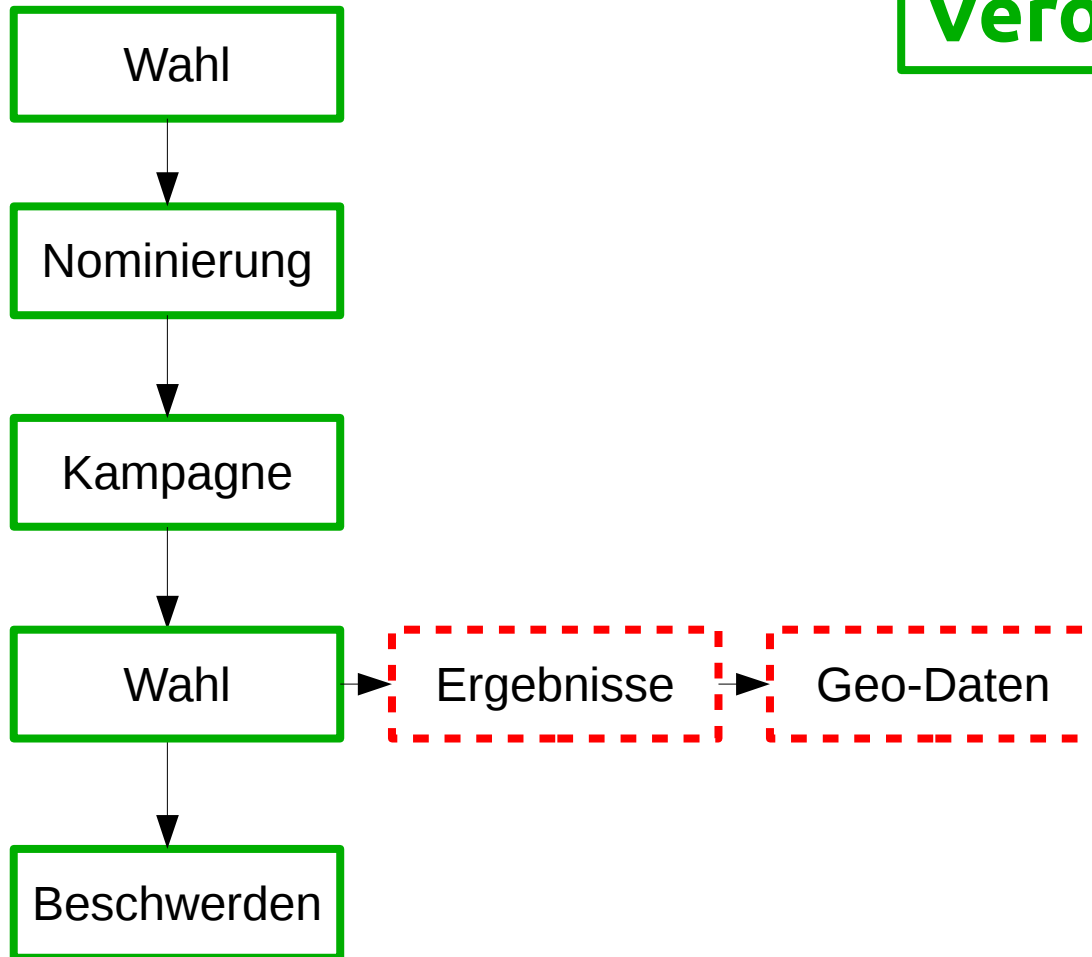 Wahl
Nominierung
Kampagne
Wahl
Ergebnisse
Geo-Daten
Beschwerden